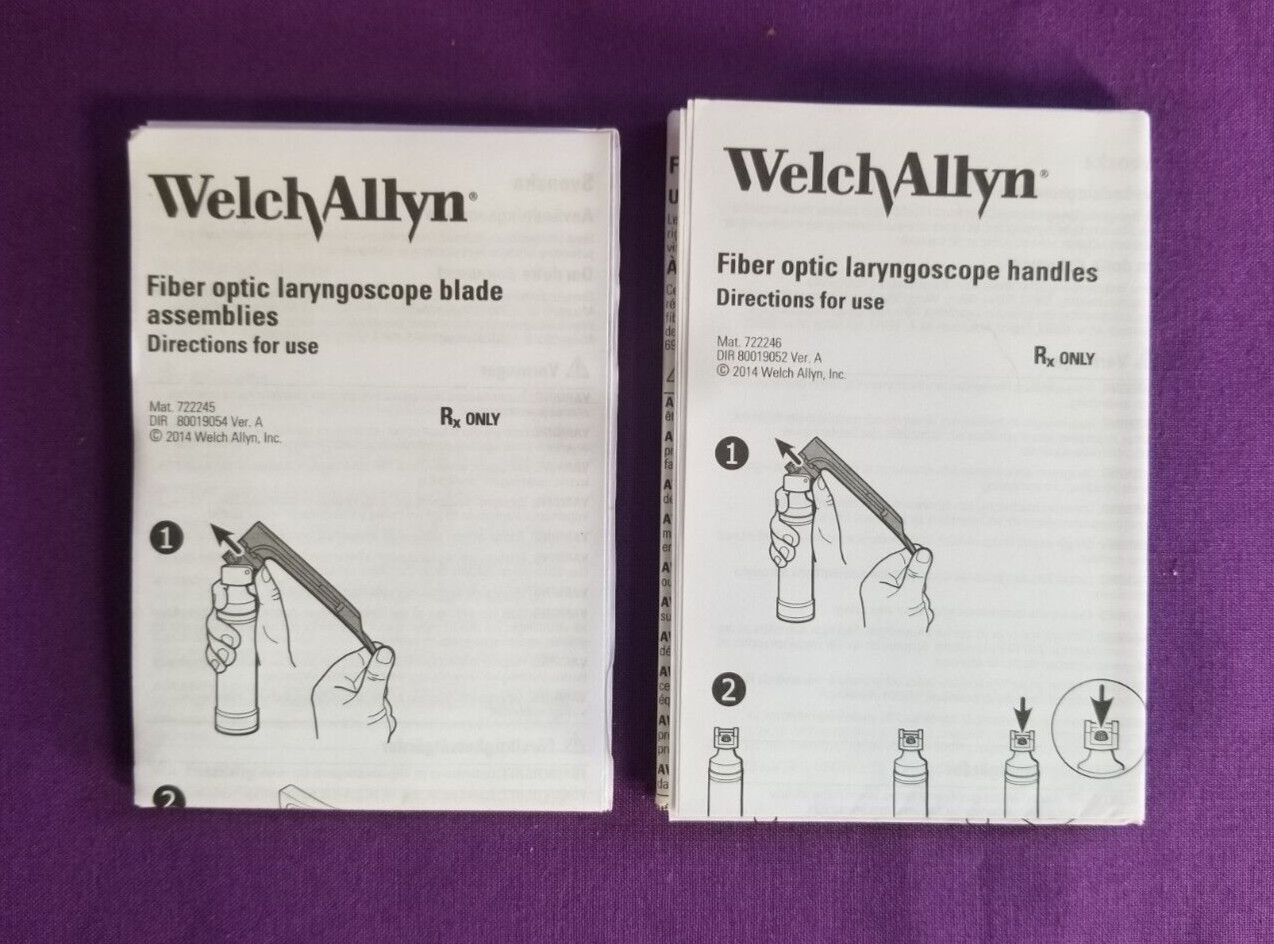 WelchAllyn®
Fiber optic laryngoscope blade
assemblies
Directions for use
Mat. 722245
DIR 80019054 Ver. A
© 2014 Welch Allyn, Inc.
Rx ONLY
1
2
WelchAllyn®
Fiber optic laryngoscope handles
Directions for use
Mat. 722246
DIR 80019052 Ver. A
© 2014 Welch Allyn, Inc.
Rx ONLY
1
2